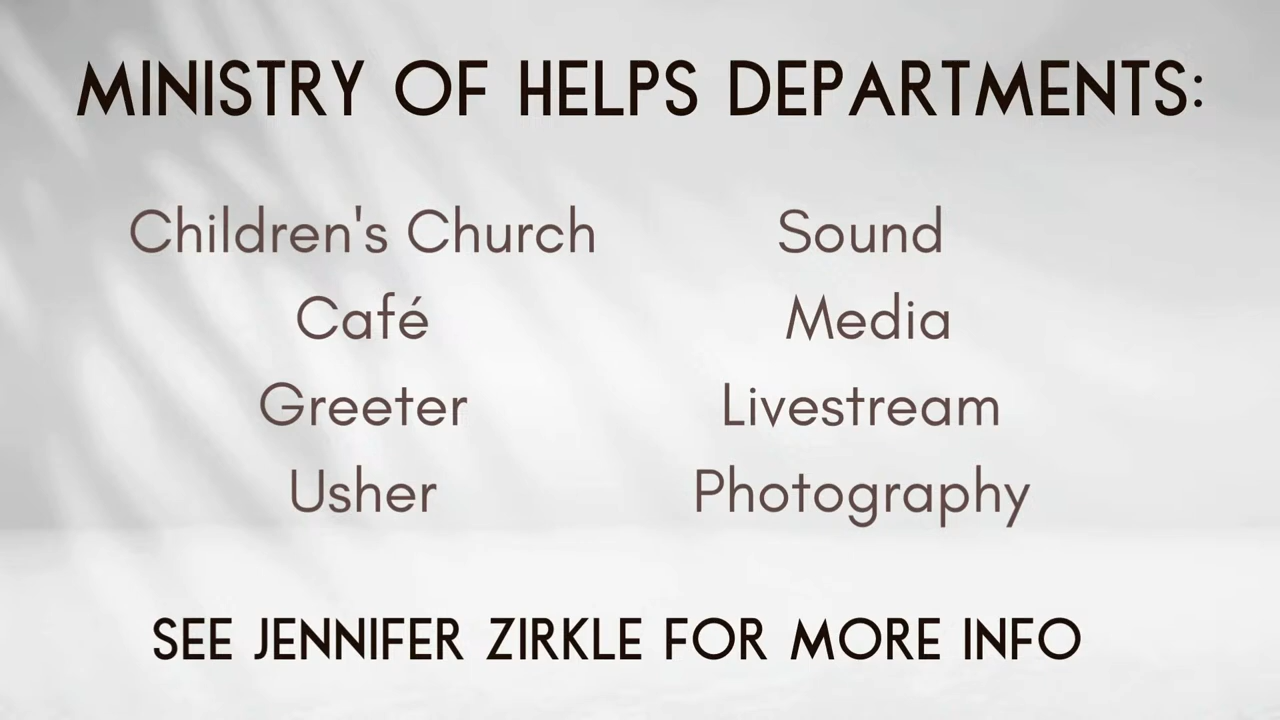 MINISTRY OF HELPS DEPARTMENTS:
Children's Church
Café
Greeter
Usher
Sound
Media
Livestream
Photography
SEE JENNIFER ZIRKLE FOR MORE INFO